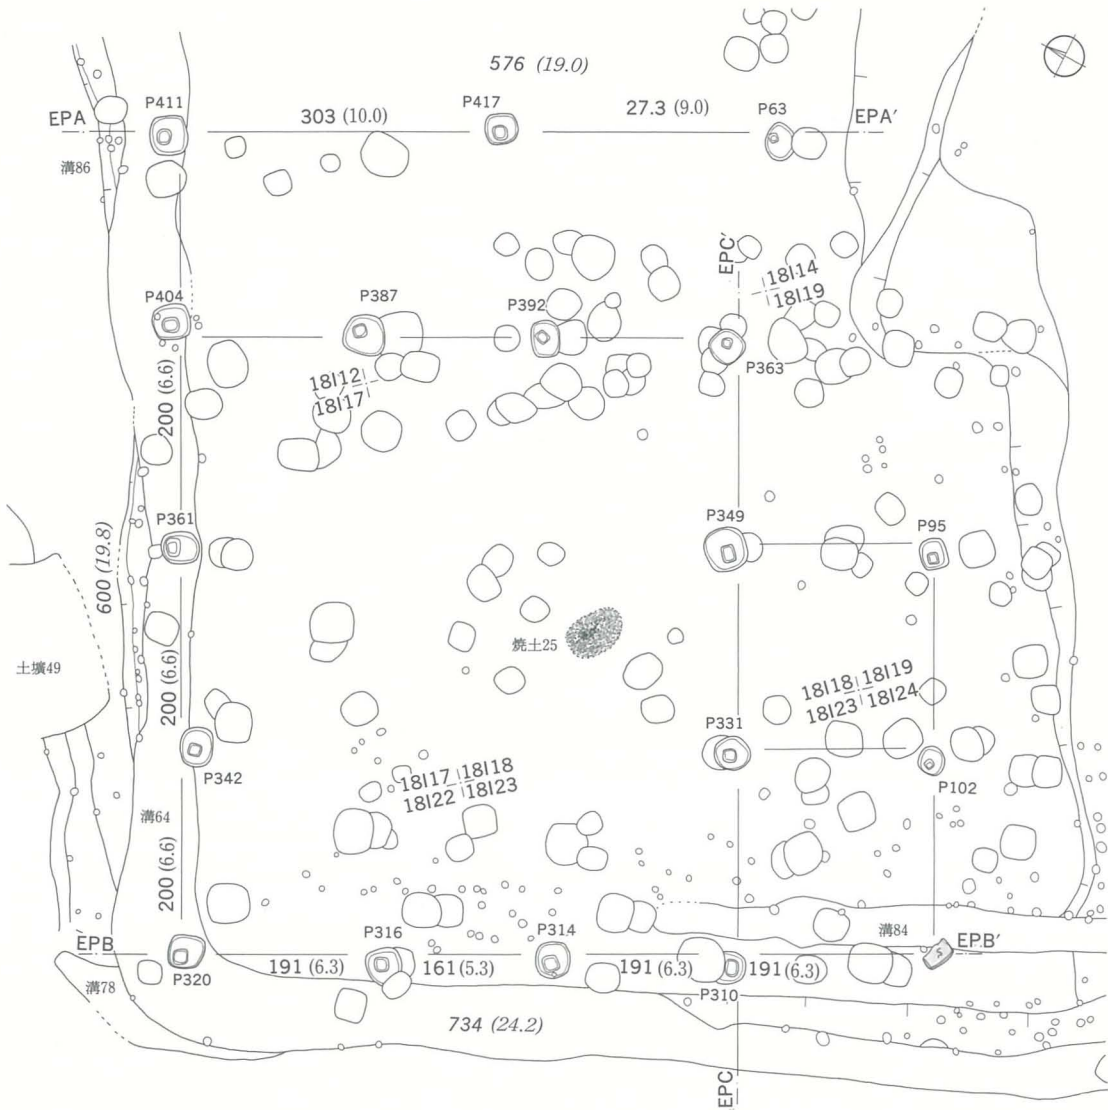 576 (19.0)
P411
P417
P63
EPA
303 (10.0)
27.3 (9.0)
EPA′
溝86
EPC′
18I14
18I19
P404
P387
P392
P363
200 (6.6)
18I12
18I17
P361
P349
P95
600 (19.8)
焼土25
土壙49
200 (6.6)
18I18 18I19
18I23 18I24
P331
P342
P102
18I17 18I18
18I22 18I23
溝64
200 (6.6)
EPB
P316
P314
溝84
EPB′
P320
191 (6.3)
161 (5.3)
191 (6.3)
191 (6.3)
溝78
P310
734 (24.2)
EPC